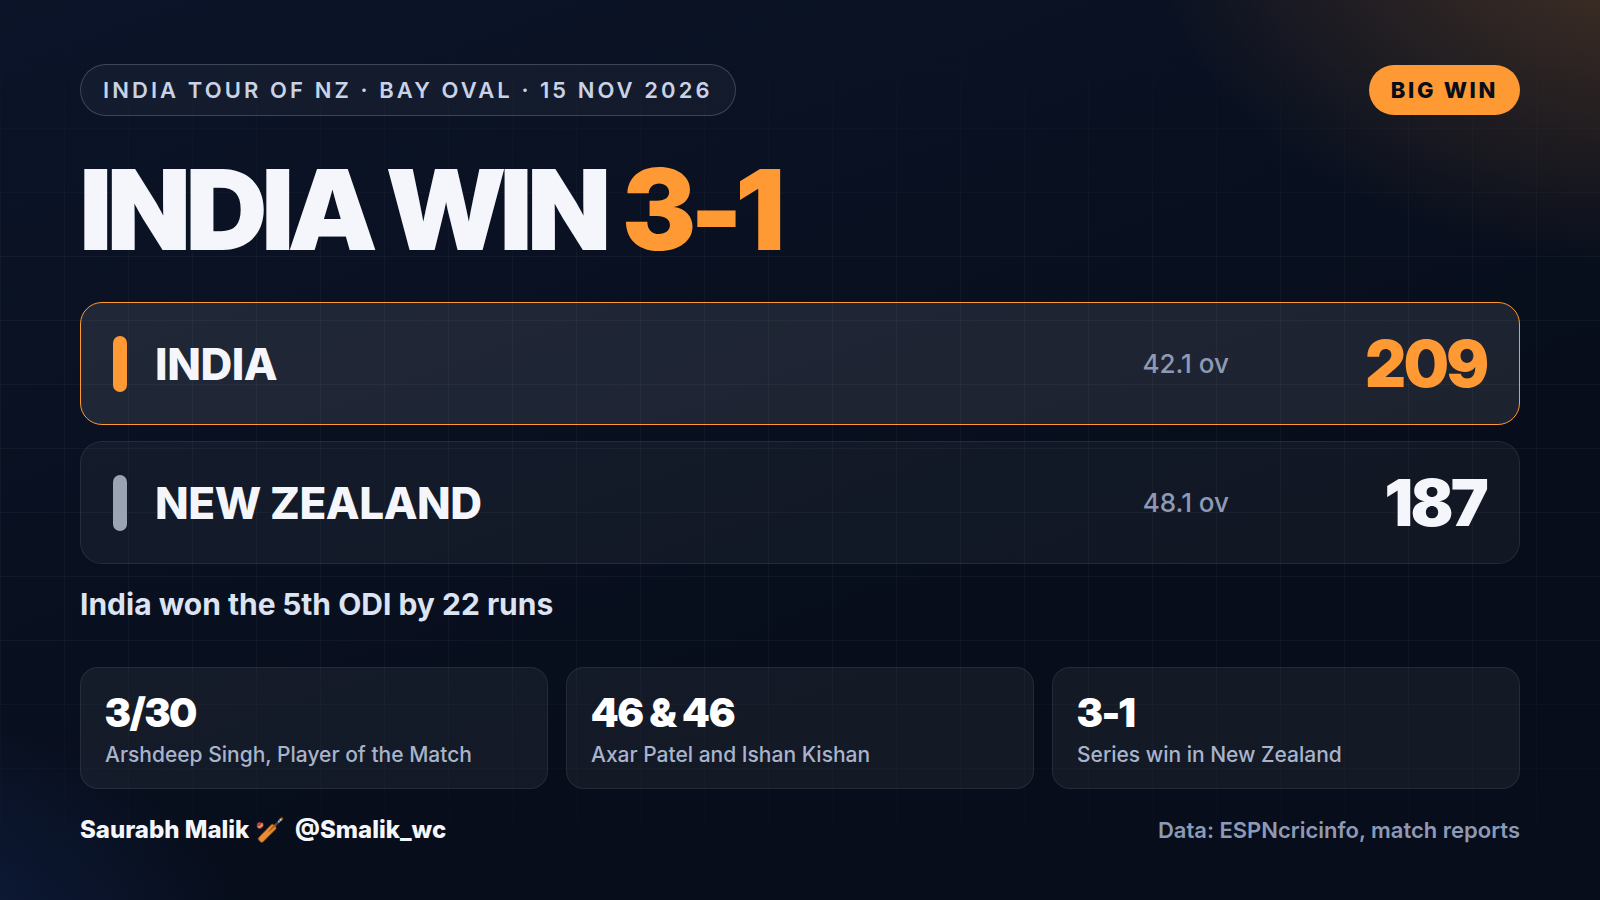 INDIA TOUR OF NZ · BAY OVAL · 15 NOV 2026
BIG WIN
INDIA WIN 3-1
INDIA 42.1 ov 209
NEW ZEALAND 48.1 ov 187
India won the 5th ODI by 22 runs
3/30
Arshdeep Singh, Player of the Match
46 & 46
Axar Patel and Ishan Kishan
3-1
Series win in New Zealand
Saurabh Malik 🏏 @Smalik_wc
Data: ESPNcricinfo, match reports